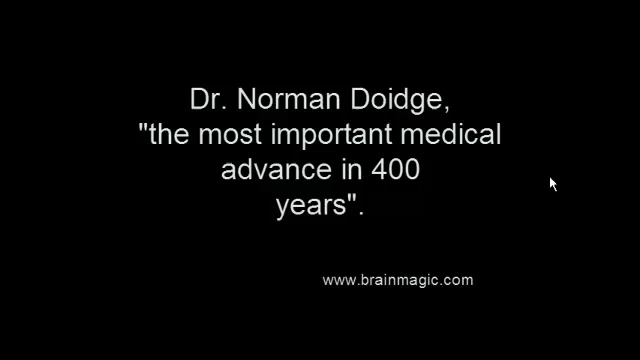 Dr. Norman Doidge,
"the most important medical
advance in 400
years".
www.brainmagic.com